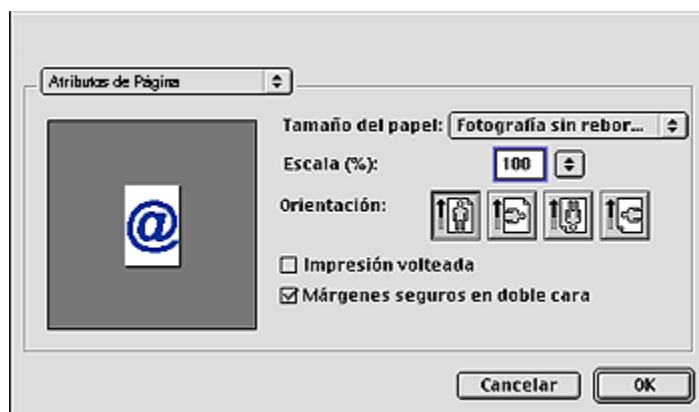 Atributos de Página
Tamaño del papel: Fotografía sin rebor...
Escala (%): 100
Orientación:
@
Impresión volteada
Márgenes seguros en doble cara
Cancelar OK